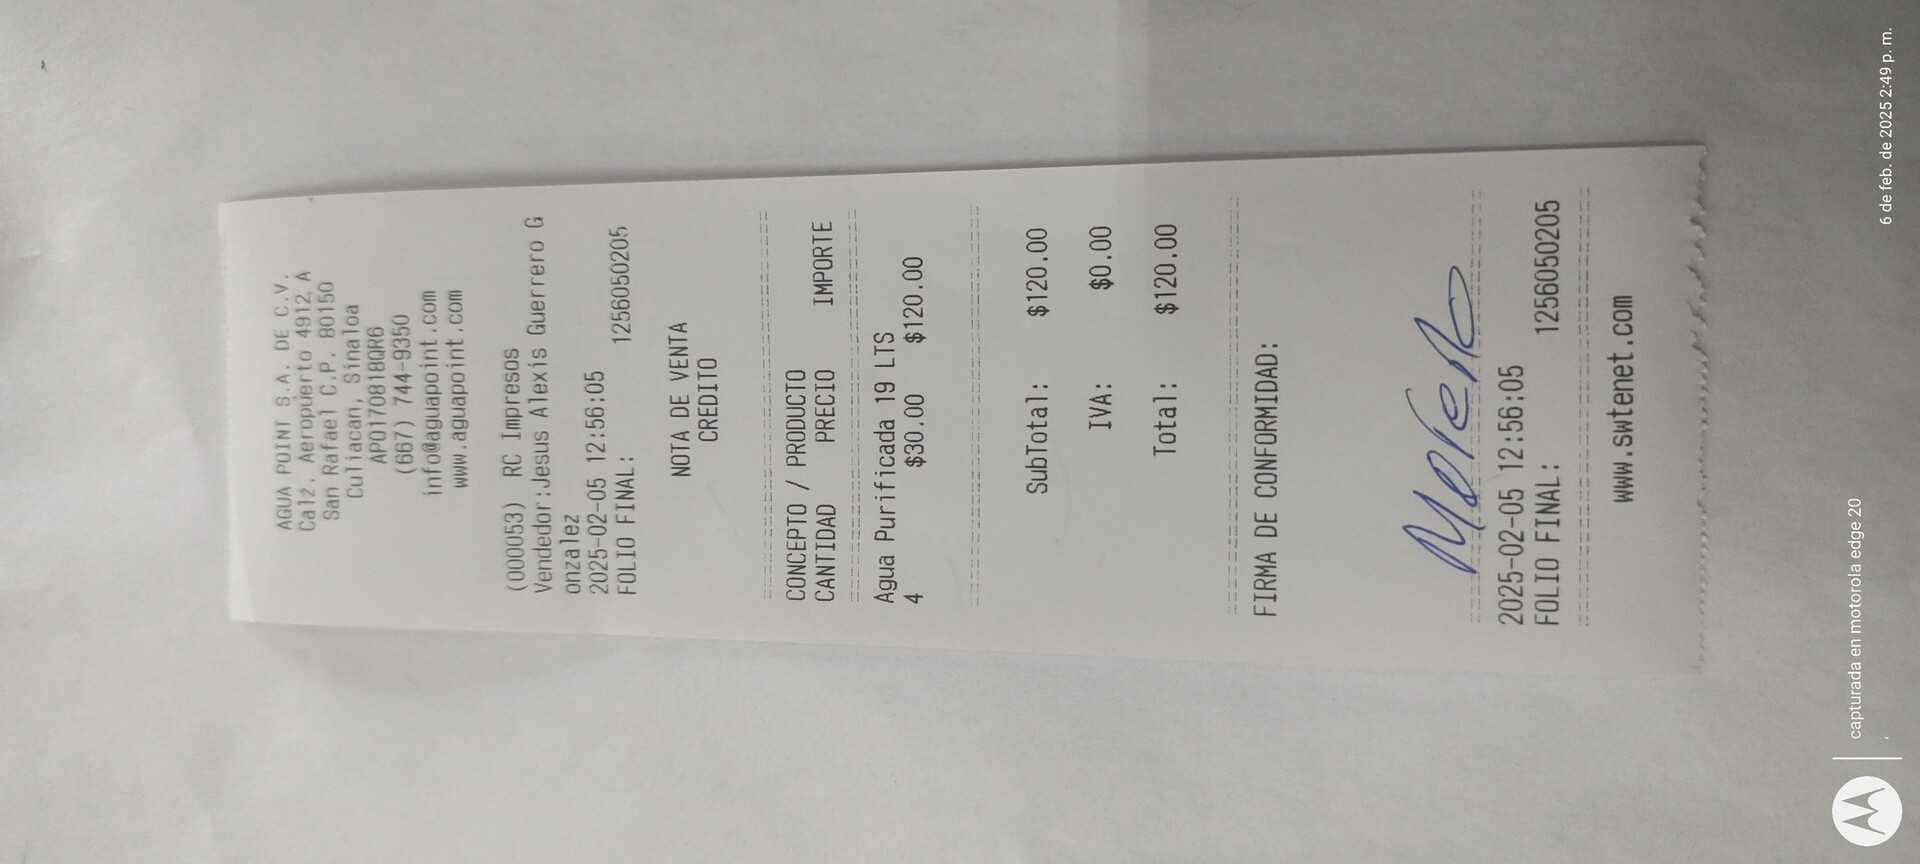 AGUA POINT S.A. DE C.V.
Calz. Aeropuerto 4912, A
San Rafael C.P. 80150
Culiacan, Sinaloa
APO170818QR6
(667) 744-9350
info@aguapoint.com
www.aguapoint.com
(000053) RC Impresos
Vendedor:Jesus Alexis Guerrero G
onzalez
2025-02-05 12:56:05
FOLIO FINAL: 1256050205
NOTA DE VENTA
CREDITO
CONCEPTO / PRODUCTO
CANTIDAD PRECIO IMPORTE
Agua Purificada 19 LTS
4 $30.00 $120.00
SubTotal: $120.00
IVA: $0.00
Total: $120.00
FIRMA DE CONFORMIDAD:
2025-02-05 12:56:05
FOLIO FINAL: 1256050205
www.swtenet.com
capturada en motorola edge 20
6 de feb. de 2025 2:49 p. m.